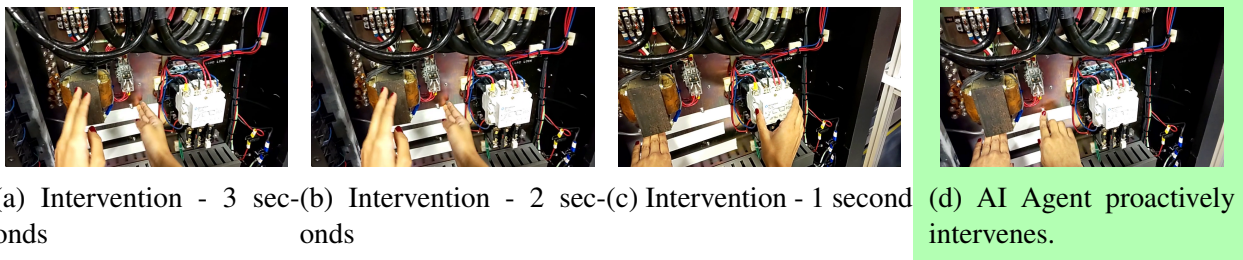 (a) Intervention - 3 sec-(b) Intervention - 2 sec-(c) Intervention - 1 second (d) AI Agent proactively
onds onds intervenes.